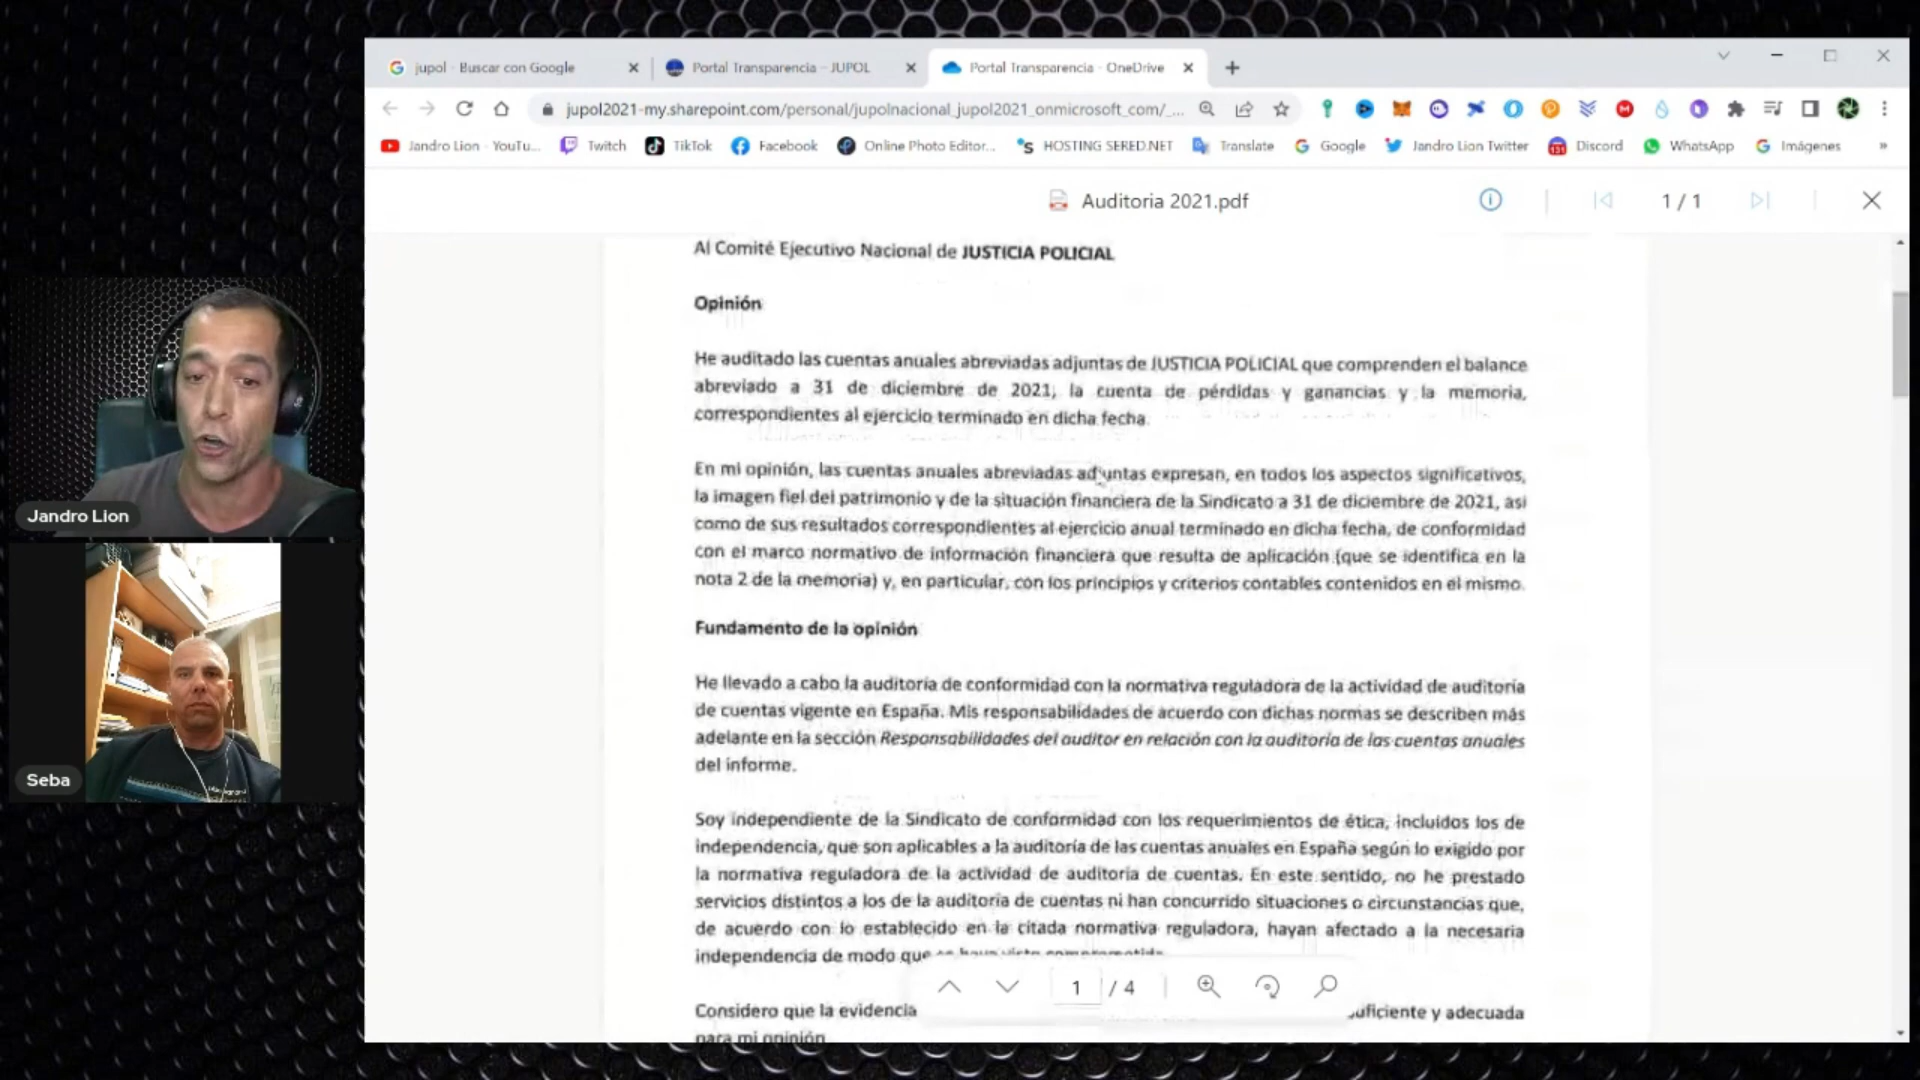 jupol - Buscar con Google
Portal Transparencia - JUPOL
Portal Transparencia - OneDrive
jupol2021-my.sharepoint.com/personal/jupolnacional_jupol2021_onmicrosoft_com/_...
Jandro Lion - YouTu...
Twitch
TikTok
Facebook
Online Photo Editor...
HOSTING SERED.NET
Translate
Google
Jandro Lion Twitter
Discord
WhatsApp
Imágenes
»
Auditoria 2021.pdf
1 / 1
Al Comité Ejecutivo Nacional de JUSTICIA POLICIAL
Opinión
He auditado las cuentas anuales abreviadas adjuntas de JUSTICIA POLICIAL que comprenden el balance
abreviado a 31 de diciembre de 2021, la cuenta de pérdidas y ganancias y la memoria,
correspondientes al ejercicio terminado en dicha fecha.
En mi opinión, las cuentas anuales abreviadas adjuntas expresan, en todos los aspectos significativos,
la imagen fiel del patrimonio y de la situación financiera de la Sindicato a 31 de diciembre de 2021, así
como de sus resultados correspondientes al ejercicio anual terminado en dicha fecha, de conformidad
con el marco normativo de información financiera que resulta de aplicación (que se identifica en la
nota 2 de la memoria) y, en particular, con los principios y criterios contables contenidos en el mismo.
Fundamento de la opinión
He llevado a cabo la auditoría de conformidad con la normativa reguladora de la actividad de auditoría
de cuentas vigente en España. Mis responsabilidades de acuerdo con dichas normas se describen más
adelante en la sección Responsabilidades del auditor en relación con la auditoría de las cuentas anuales
del informe.
Soy independiente de la Sindicato de conformidad con los requerimientos de ética, incluidos los de
independencia, que son aplicables a la auditoría de las cuentas anuales en España según lo exigido por
la normativa reguladora de la actividad de auditoría de cuentas. En este sentido, no he prestado
servicios distintos a los de la auditoría de cuentas ni han concurrido situaciones o circunstancias que,
de acuerdo con lo establecido en la citada normativa reguladora, hayan afectado a la necesaria
independencia de modo que
1 / 4
Considero que la evidencia uficiente y adecuada
para mi opinión
Jandro Lion
Seba